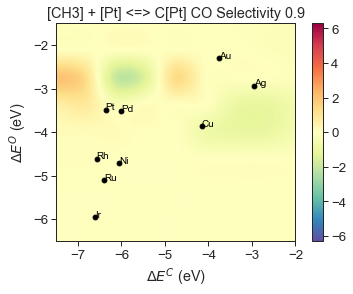 [CH3] + [Pt] <=> C[Pt] CO Selectivity 0.9
ΔE^O (eV)
−2
−3
−4
−5
−6
Au
Ag
Pt
Pd
Cu
Rh
Ni
Ru
Ir
−7
−6
−5
−4
−3
−2
ΔE^C (eV)
6
4
2
0
−2
−4
−6